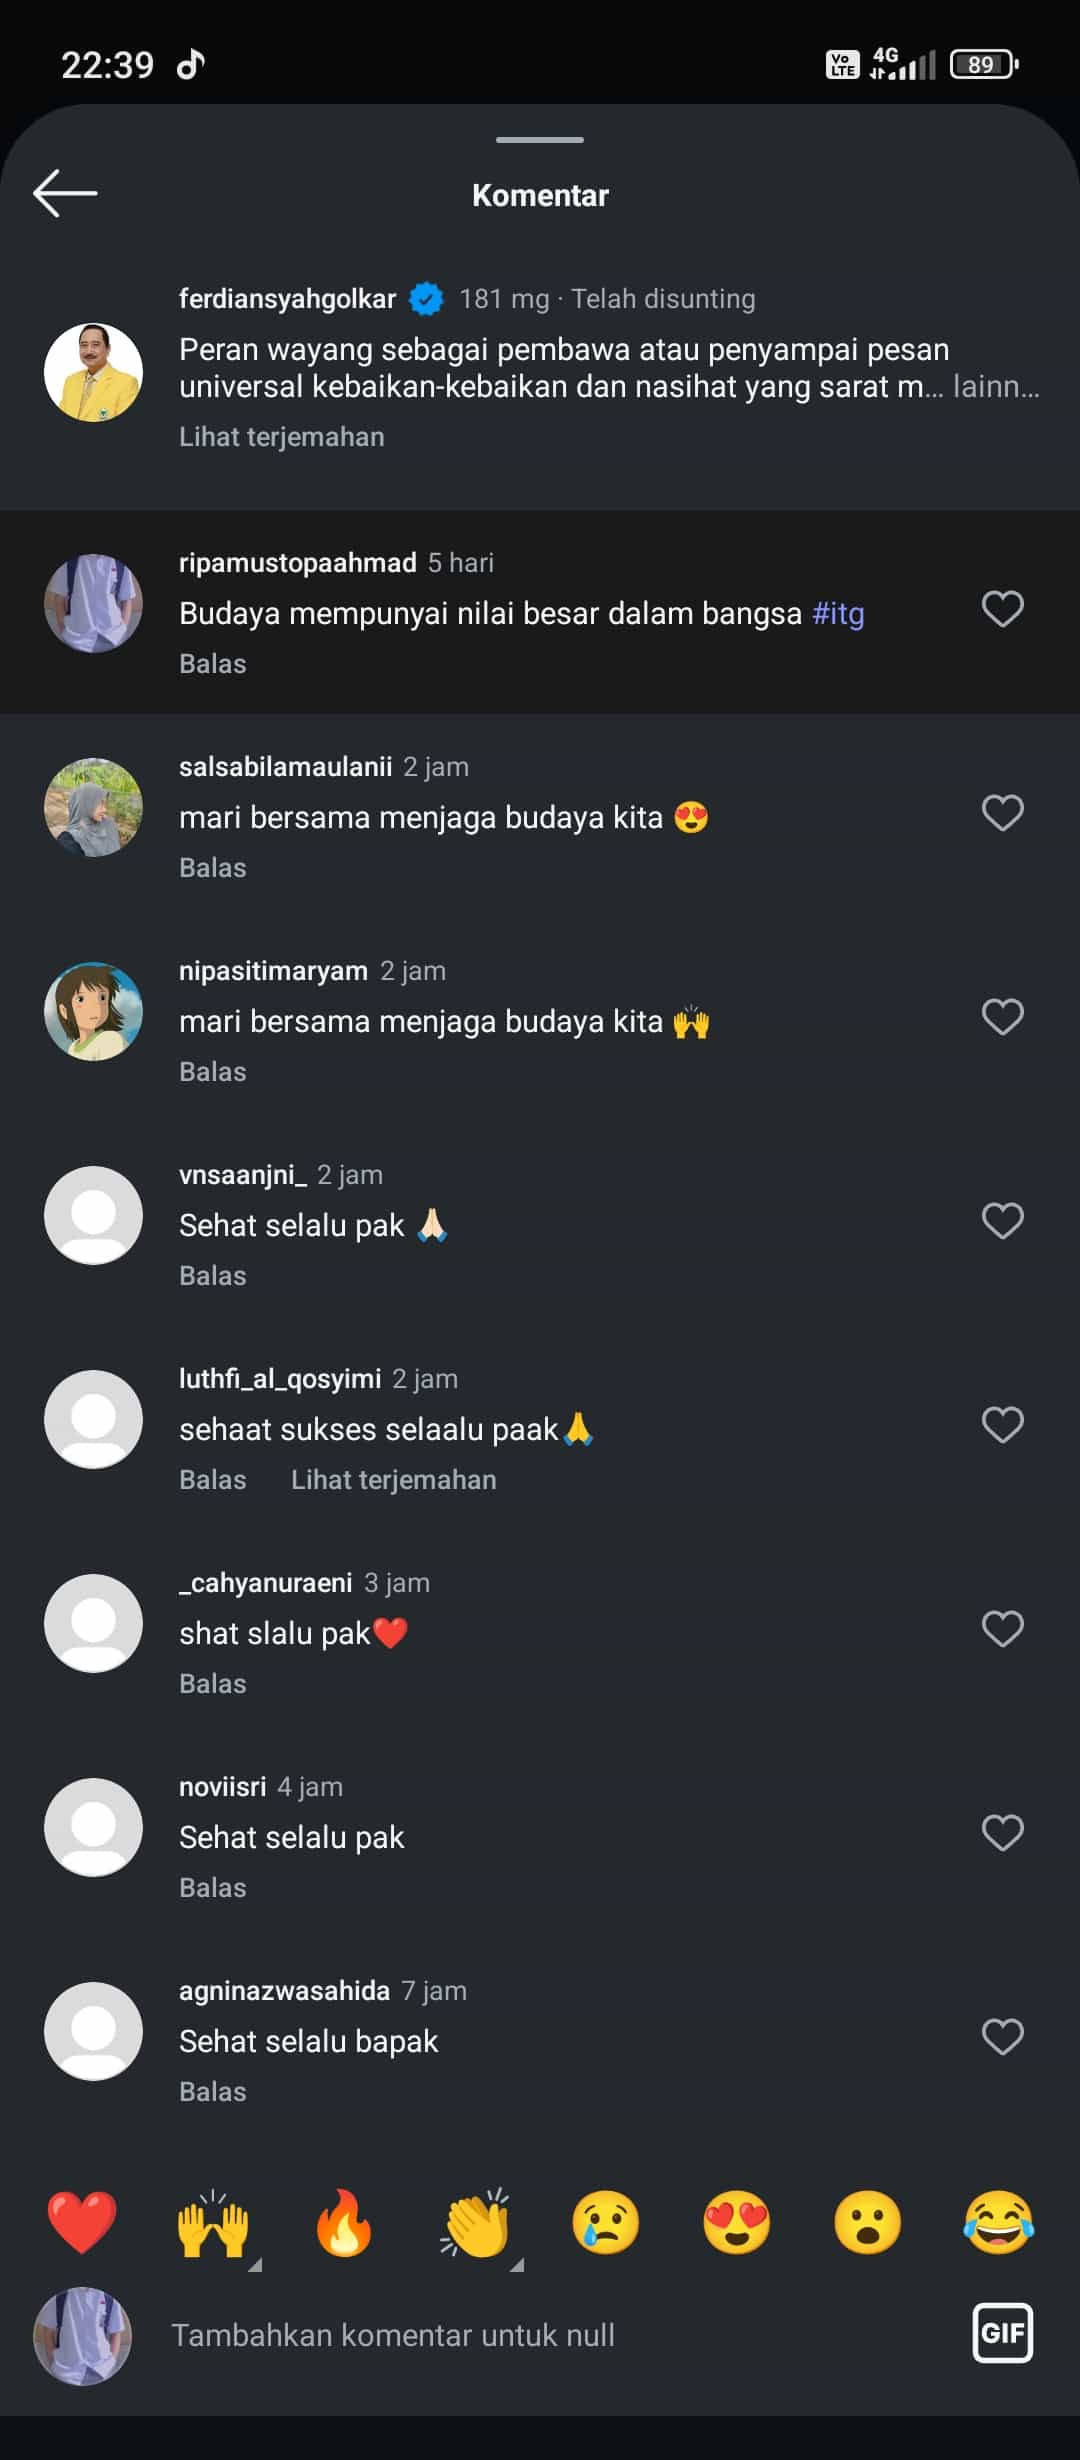 22:39
Vo LTE 4G 89
Komentar
ferdiansyahgolkar 181 mg · Telah disunting
Peran wayang sebagai pembawa atau penyampai pesan
universal kebaikan-kebaikan dan nasihat yang sarat m... lainn...
Lihat terjemahan
ripamustopaahmad 5 hari
Budaya mempunyai nilai besar dalam bangsa #itg
Balas
salsabilamaulanii 2 jam
mari bersama menjaga budaya kita 😍
Balas
nipasitimaryam 2 jam
mari bersama menjaga budaya kita 🙌
Balas
vnsaanjni_ 2 jam
Sehat selalu pak 🙏🏻
Balas
luthfi_al_qosyimi 2 jam
sehaat sukses selaalu paak🙏
Balas Lihat terjemahan
_cahyanuraeni 3 jam
shat slalu pak❤️
Balas
noviisri 4 jam
Sehat selalu pak
Balas
agninazwasahida 7 jam
Sehat selalu bapak
Balas
❤️ 🙌 🔥 👏 😢 😍 😮 😂
Tambahkan komentar untuk null
GIF